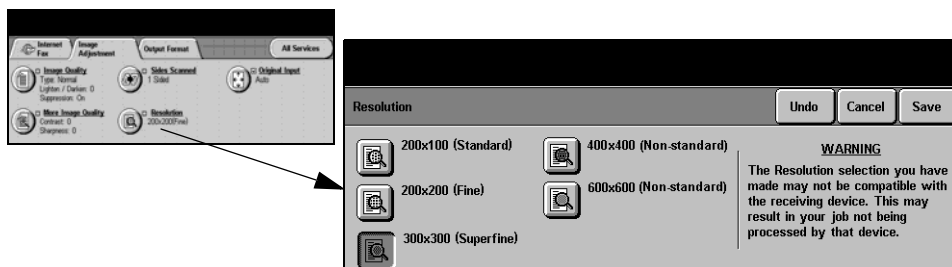 Internet
Fax
Image
Adjustment
Output Format
All Services
Image Quality
Type: Normal
Lighten / Darken: 0
Suppression: On
Sides Scanned
1 Sided
Original Input
Auto
More Image Quality
Contrast: 0
Sharpness: 0
Resolution
200x200(Fine)
Resolution
Undo
Cancel
Save
200x100 (Standard)
200x200 (Fine)
300x300 (Superfine)
400x400 (Non-standard)
600x600 (Non-standard)
WARNING
The Resolution selection you have
made may not be compatible with
the receiving device. This may
result in your job not being
processed by that device.